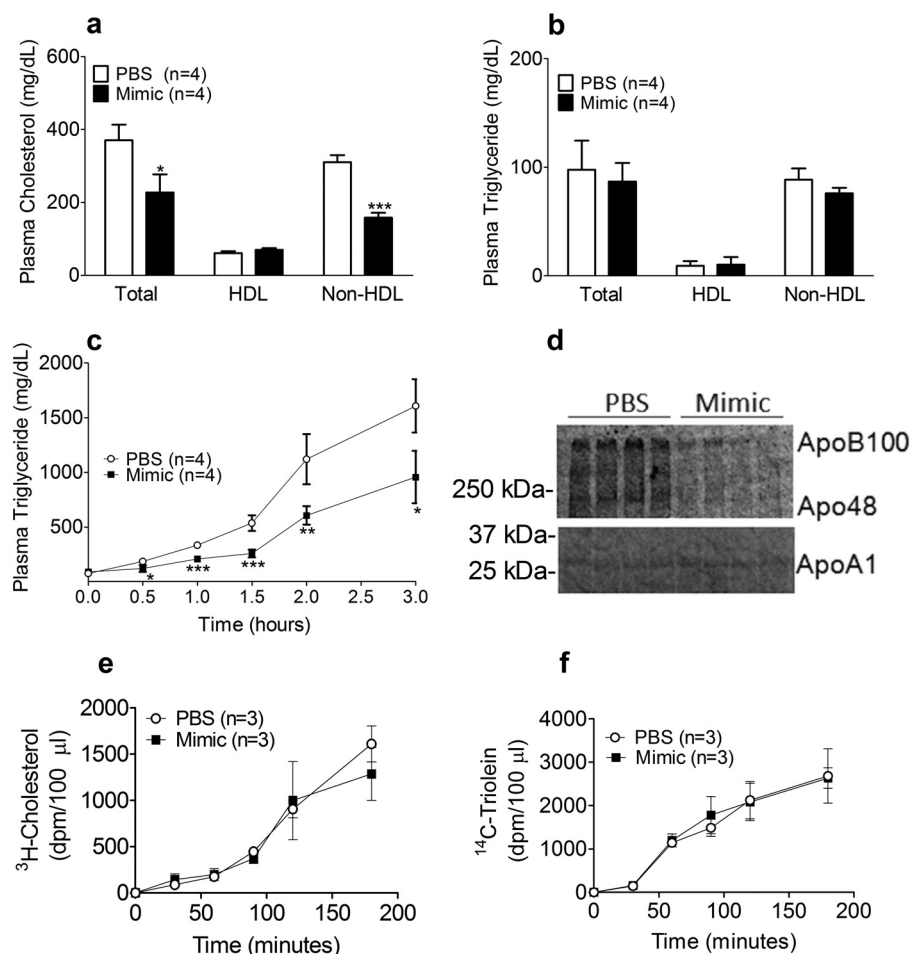 a
Plasma Cholesterol (mg/dL)
600
400
200
0
PBS (n=4)
Mimic (n=4)
*
***
Total HDL Non-HDL
b
Plasma Triglyceride (mg/dL)
200
100
0
PBS (n=4)
Mimic (n=4)
Total HDL Non-HDL
c
Plasma Triglyceride (mg/dL)
2000
1500
1000
500
PBS (n=4)
Mimic (n=4)
* *** *** ** *
0.0 0.5 1.0 1.5 2.0 2.5 3.0
Time (hours)
d
PBS Mimic
ApoB100
250 kDa-
Apo48
37 kDa-
25 kDa-
ApoA1
e
³H-Cholesterol
(dpm/100 µl)
2000
1500
1000
500
0
PBS (n=3)
Mimic (n=3)
0 50 100 150 200
Time (minutes)
f
¹⁴C-Triolein
(dpm/100 µl)
4000
3000
2000
1000
0
PBS (n=3)
Mimic (n=3)
0 50 100 150 200
Time (minutes)